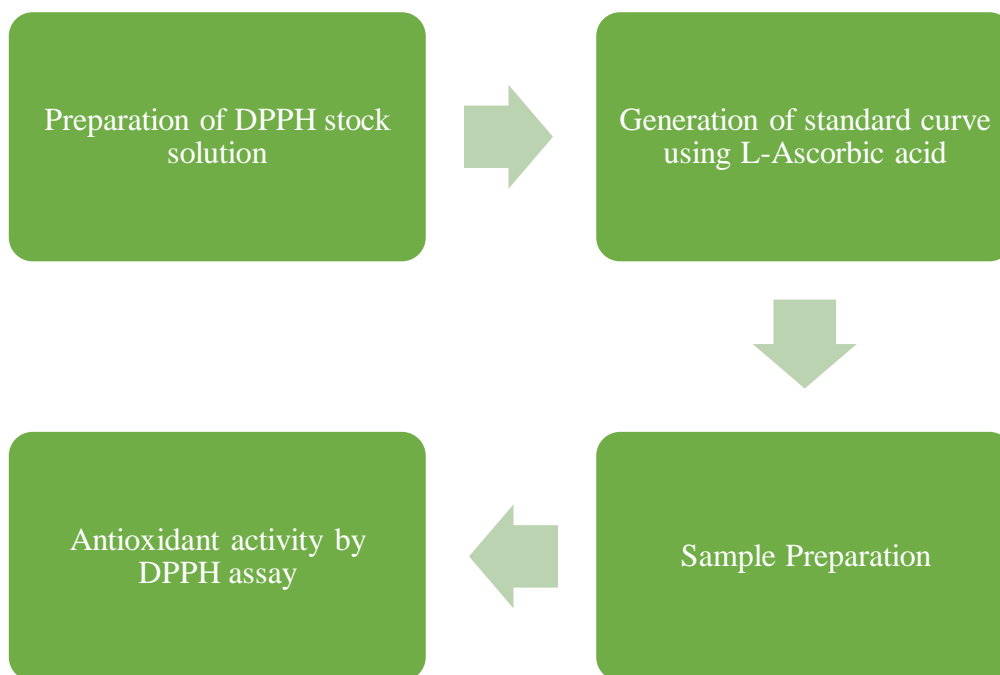 Preparation of DPPH stock
solution
Generation of standard curve
using L-Ascorbic acid
Sample Preparation
Antioxidant activity by
DPPH assay